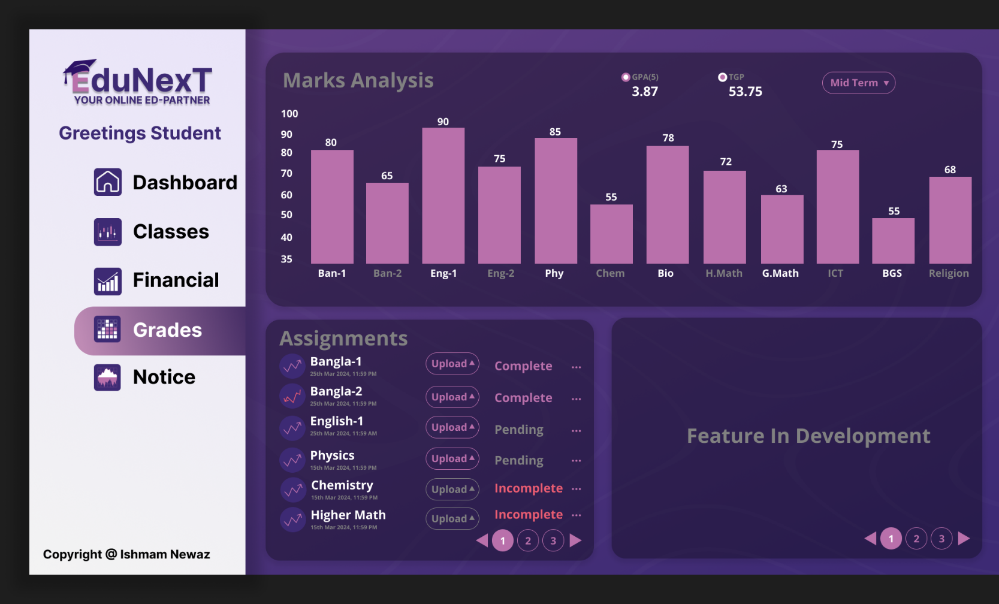 EduNexT
YOUR ONLINE ED-PARTNER
Greetings Student
Dashboard
Classes
Financial
Grades
Notice
Copyright @ Ishmam Newaz
Marks Analysis
GPA(5)
3.87
TGP
53.75
Mid Term ▼
100
90
80
70
60
50
40
35
80
65
90
75
85
55
78
72
63
75
55
68
Ban-1 Ban-2 Eng-1 Eng-2 Phy Chem Bio H.Math G.Math ICT BGS Religion
Assignments
Bangla-1 Upload ▲ Complete ...
25th Mar 2024, 11:59 PM
Bangla-2 Upload ▲ Complete ...
25th Mar 2024, 11:59 PM
English-1 Upload ▲ Pending ...
25th Mar 2024, 11:59 AM
Physics Upload ▲ Pending ...
15th Mar 2024, 11:59 PM
Chemistry Upload ▲ Incomplete ...
15th Mar 2024, 11:59 PM
Higher Math Upload ▲ Incomplete ...
15th Mar 2024, 11:59 PM
1 2 3
Feature In Development
1 2 3